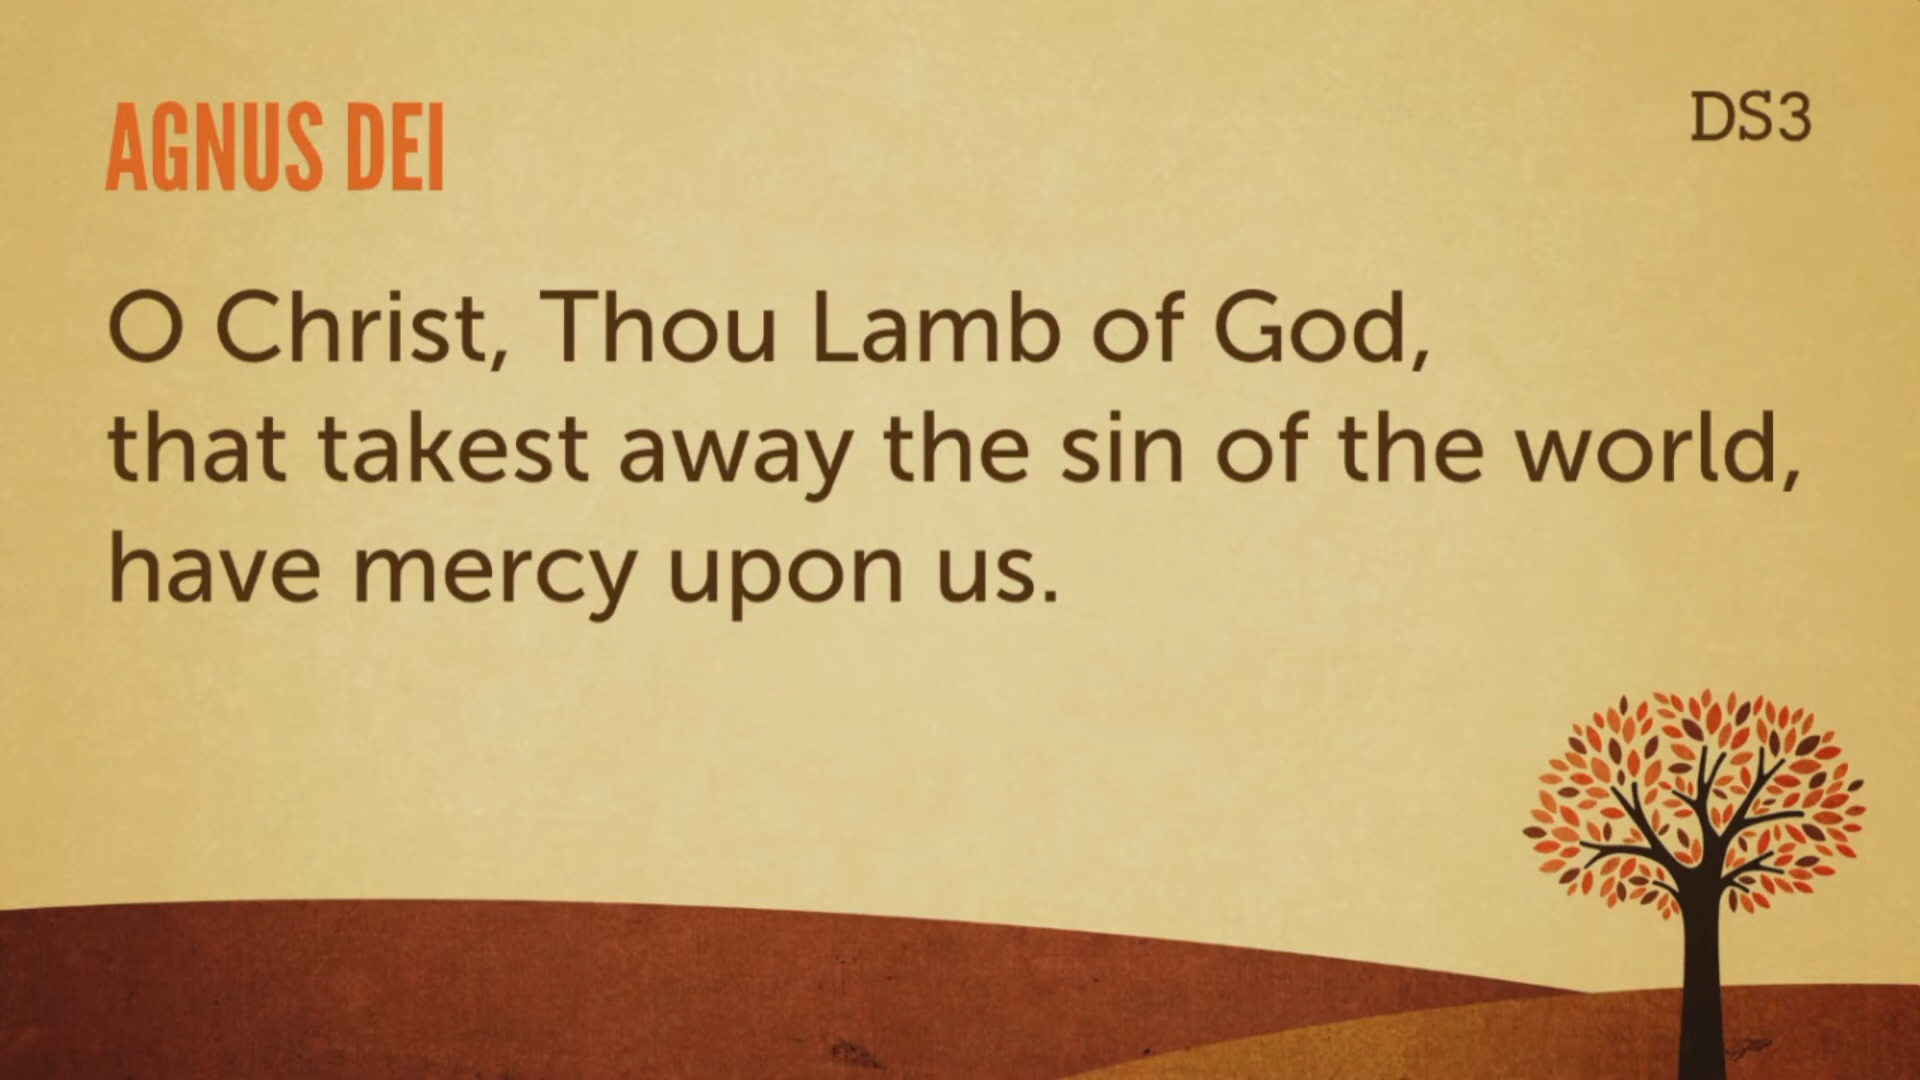 AGNUS DEI
DS3
O Christ, Thou Lamb of God,
that takest away the sin of the world,
have mercy upon us.